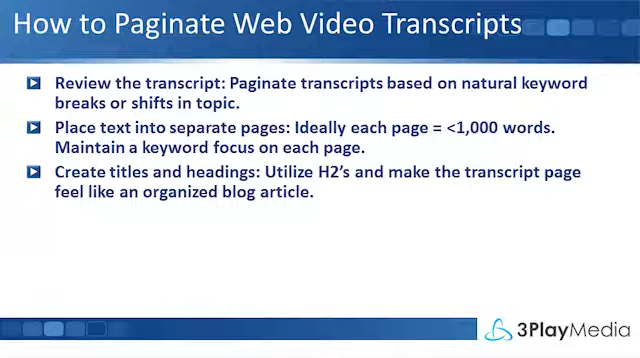 How to Paginate Web Video Transcripts
Review the transcript: Paginate transcripts based on natural keyword
breaks or shifts in topic.
Place text into separate pages: Ideally each page = <1,000 words.
Maintain a keyword focus on each page.
Create titles and headings: Utilize H2’s and make the transcript page
feel like an organized blog article.
3PlayMedia